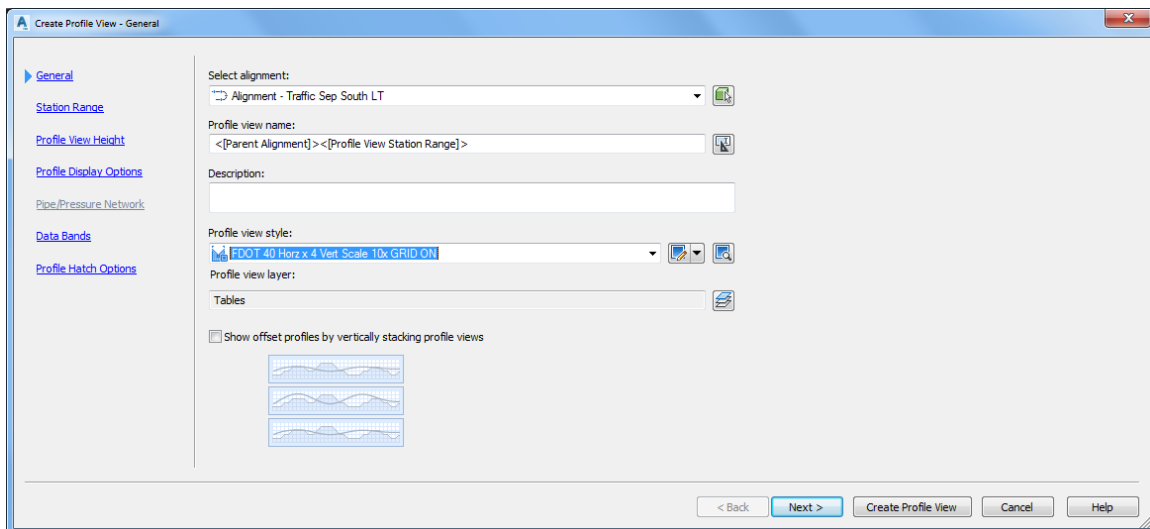 Create Profile View - General
General
Station Range
Profile View Height
Profile Display Options
Pipe/Pressure Network
Data Bands
Profile Hatch Options
Select alignment:
Alignment - Traffic Sep South LT
Profile view name:
<[Parent Alignment]><[Profile View Station Range]>
Description:
Profile view style:
FDOT 40 Horz x 4 Vert Scale 10x GRID ON
Profile view layer:
Tables
Show offset profiles by vertically stacking profile views
< Back Next > Create Profile View Cancel Help